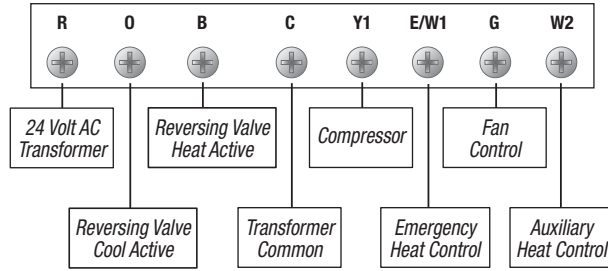 R O B C Y1 E/W1 G W2
24 Volt AC
Transformer
Reversing Valve
Heat Active
Compressor
Fan
Control
Reversing Valve
Cool Active
Transformer
Common
Emergency
Heat Control
Auxiliary
Heat Control